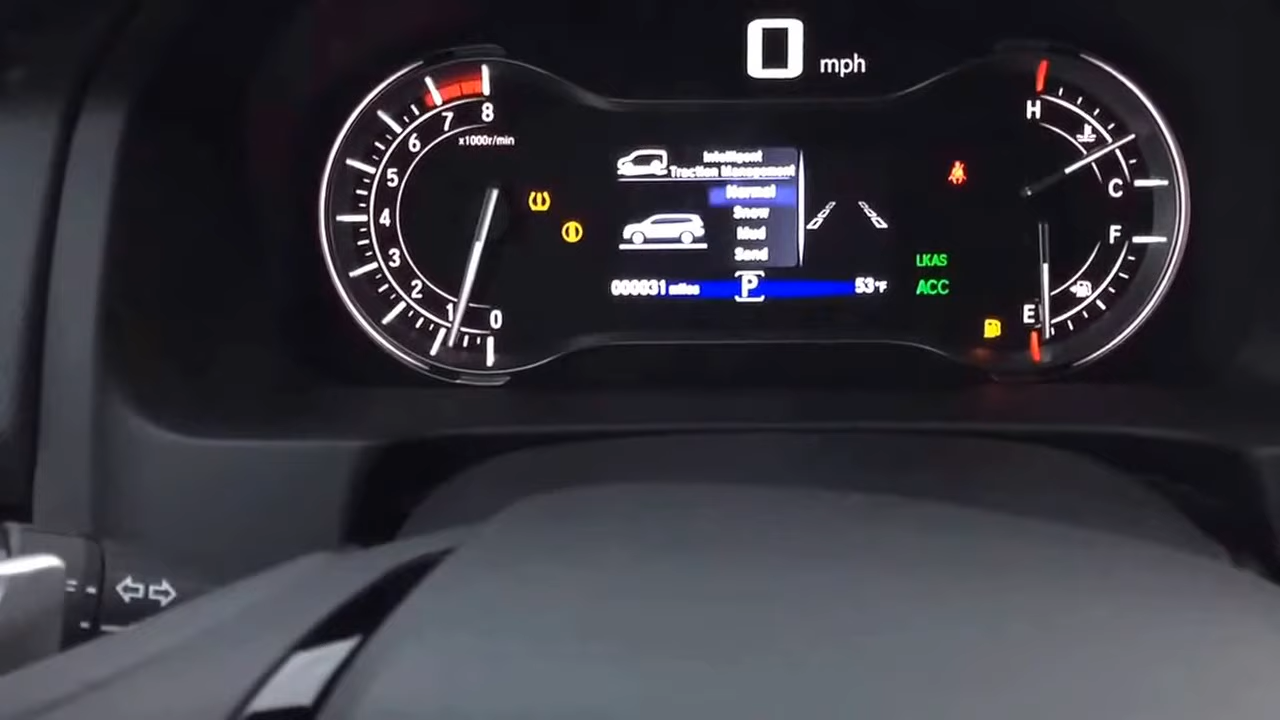 0 mph
8
7
6
5
4
3
2
1
0
x1000r/min
Intelligent
Traction Management
Normal
Snow
Mud
Sand
000031 miles P 53°F
LKAS
ACC
H
C
F
E